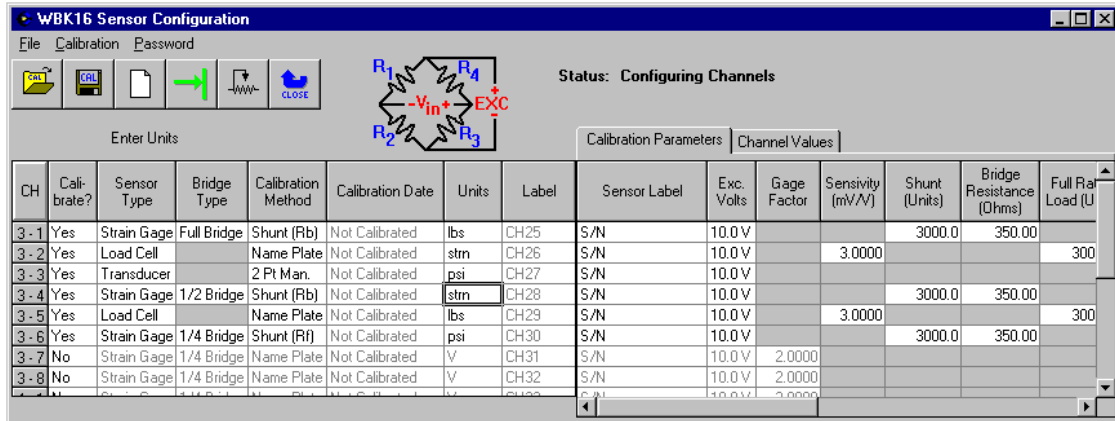 WBK16 Sensor Configuration
File Calibration Password
CAL CAL CLOSE
R1 R4 -Vin+ + EXC - R2 R3
Status: Configuring Channels
Enter Units
Calibration Parameters Channel Values
CH Cali-brate? Sensor Type Bridge Type Calibration Method Calibration Date Units Label Sensor Label Exc. Volts Gage Factor Sensivity (mV/V) Shunt (Units) Bridge Resistance (Ohms) Full Rat Load (U
3 - 1 Yes Strain Gage Full Bridge Shunt (Rb) Not Calibrated lbs CH25 S/N 10.0 V 3000.0 350.00
3 - 2 Yes Load Cell Name Plate Not Calibrated strn CH26 S/N 10.0 V 3.0000 300
3 - 3 Yes Transducer 2 Pt Man. Not Calibrated psi CH27 S/N 10.0 V
3 - 4 Yes Strain Gage 1/2 Bridge Shunt (Rb) Not Calibrated strn CH28 S/N 10.0 V 3000.0 350.00
3 - 5 Yes Load Cell Name Plate Not Calibrated lbs CH29 S/N 10.0 V 3.0000 300
3 - 6 Yes Strain Gage 1/4 Bridge Shunt (Rf) Not Calibrated psi CH30 S/N 10.0 V 3000.0 350.00
3 - 7 No Strain Gage 1/4 Bridge Name Plate Not Calibrated V CH31 S/N 10.0 V 2.0000
3 - 8 No Strain Gage 1/4 Bridge Name Plate Not Calibrated V CH32 S/N 10.0 V 2.0000